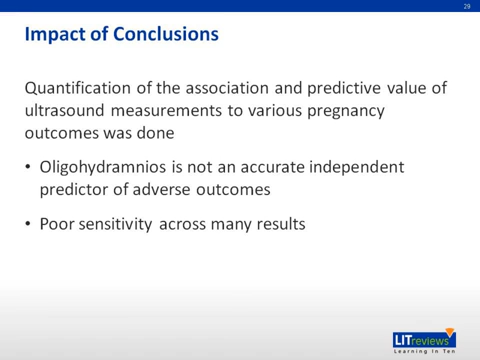 29
Impact of Conclusions
Quantification of the association and predictive value of
ultrasound measurements to various pregnancy
outcomes was done
• Oligohydramnios is not an accurate independent
predictor of adverse outcomes
• Poor sensitivity across many results
LITreviews
Learning In Ten